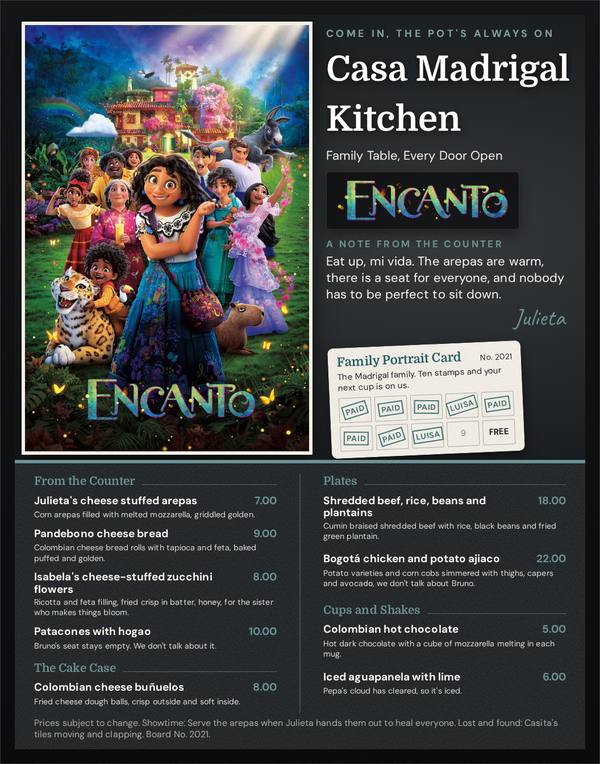 COME IN, THE POT'S ALWAYS ON
Casa Madrigal
Kitchen
Family Table, Every Door Open
ENCANTO
A NOTE FROM THE COUNTER
Eat up, mi vida. The arepas are warm,
there is a seat for everyone, and nobody
has to be perfect to sit down.
Julieta
Family Portrait Card No. 2021
The Madrigal family. Ten stamps and your
next cup is on us.
PAID PAID PAID LUISA PAID
PAID PAID LUISA 9 FREE
ENCANTO
From the Counter
Julieta's cheese stuffed arepas 7.00
Corn arepas filled with melted mozzarella, griddled golden.
Pandebono cheese bread 9.00
Colombian cheese bread rolls with tapioca and feta, baked
puffed and golden.
Isabela's cheese-stuffed zucchini 8.00
flowers
Ricotta and feta filling, fried crisp in batter, honey, for the sister
who makes things bloom.
Patacones with hogao 10.00
Bruno's seat stays empty. We don't talk about it.
The Cake Case
Colombian cheese buñuelos 8.00
Fried cheese dough balls, crisp outside and soft inside.
Plates
Shredded beef, rice, beans and 18.00
plantains
Cumin braised shredded beef with rice, black beans and fried
green plantain.
Bogotá chicken and potato ajiaco 22.00
Potato varieties and corn cobs simmered with thighs, capers
and avocado, we don't talk about Bruno.
Cups and Shakes
Colombian hot chocolate 5.00
Hot dark chocolate with a cube of mozzarella melting in each
mug.
Iced aguapanela with lime 6.00
Pepa's cloud has cleared, so it's iced.
Prices subject to change. Showtime: Serve the arepas when Julieta hands them out to heal everyone. Lost and found: Casita's
tiles moving and clapping. Board No. 2021.